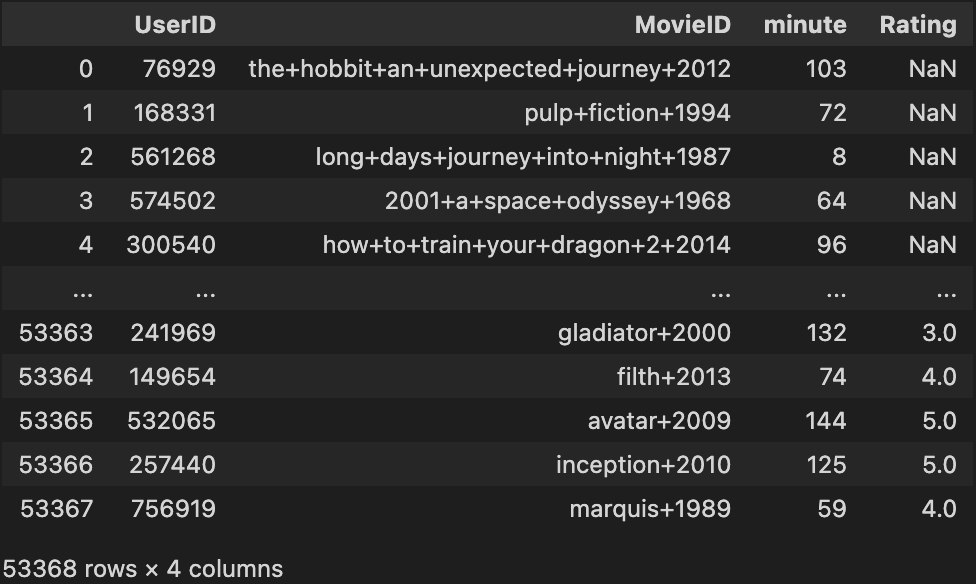 UserID MovieID minute Rating
0 76929 the+hobbit+an+unexpected+journey+2012 103 NaN
1 168331 pulp+fiction+1994 72 NaN
2 561268 long+days+journey+into+night+1987 8 NaN
3 574502 2001+a+space+odyssey+1968 64 NaN
4 300540 how+to+train+your+dragon+2+2014 96 NaN
... ... ... ... ...
53363 241969 gladiator+2000 132 3.0
53364 149654 filth+2013 74 4.0
53365 532065 avatar+2009 144 5.0
53366 257440 inception+2010 125 5.0
53367 756919 marquis+1989 59 4.0
53368 rows × 4 columns